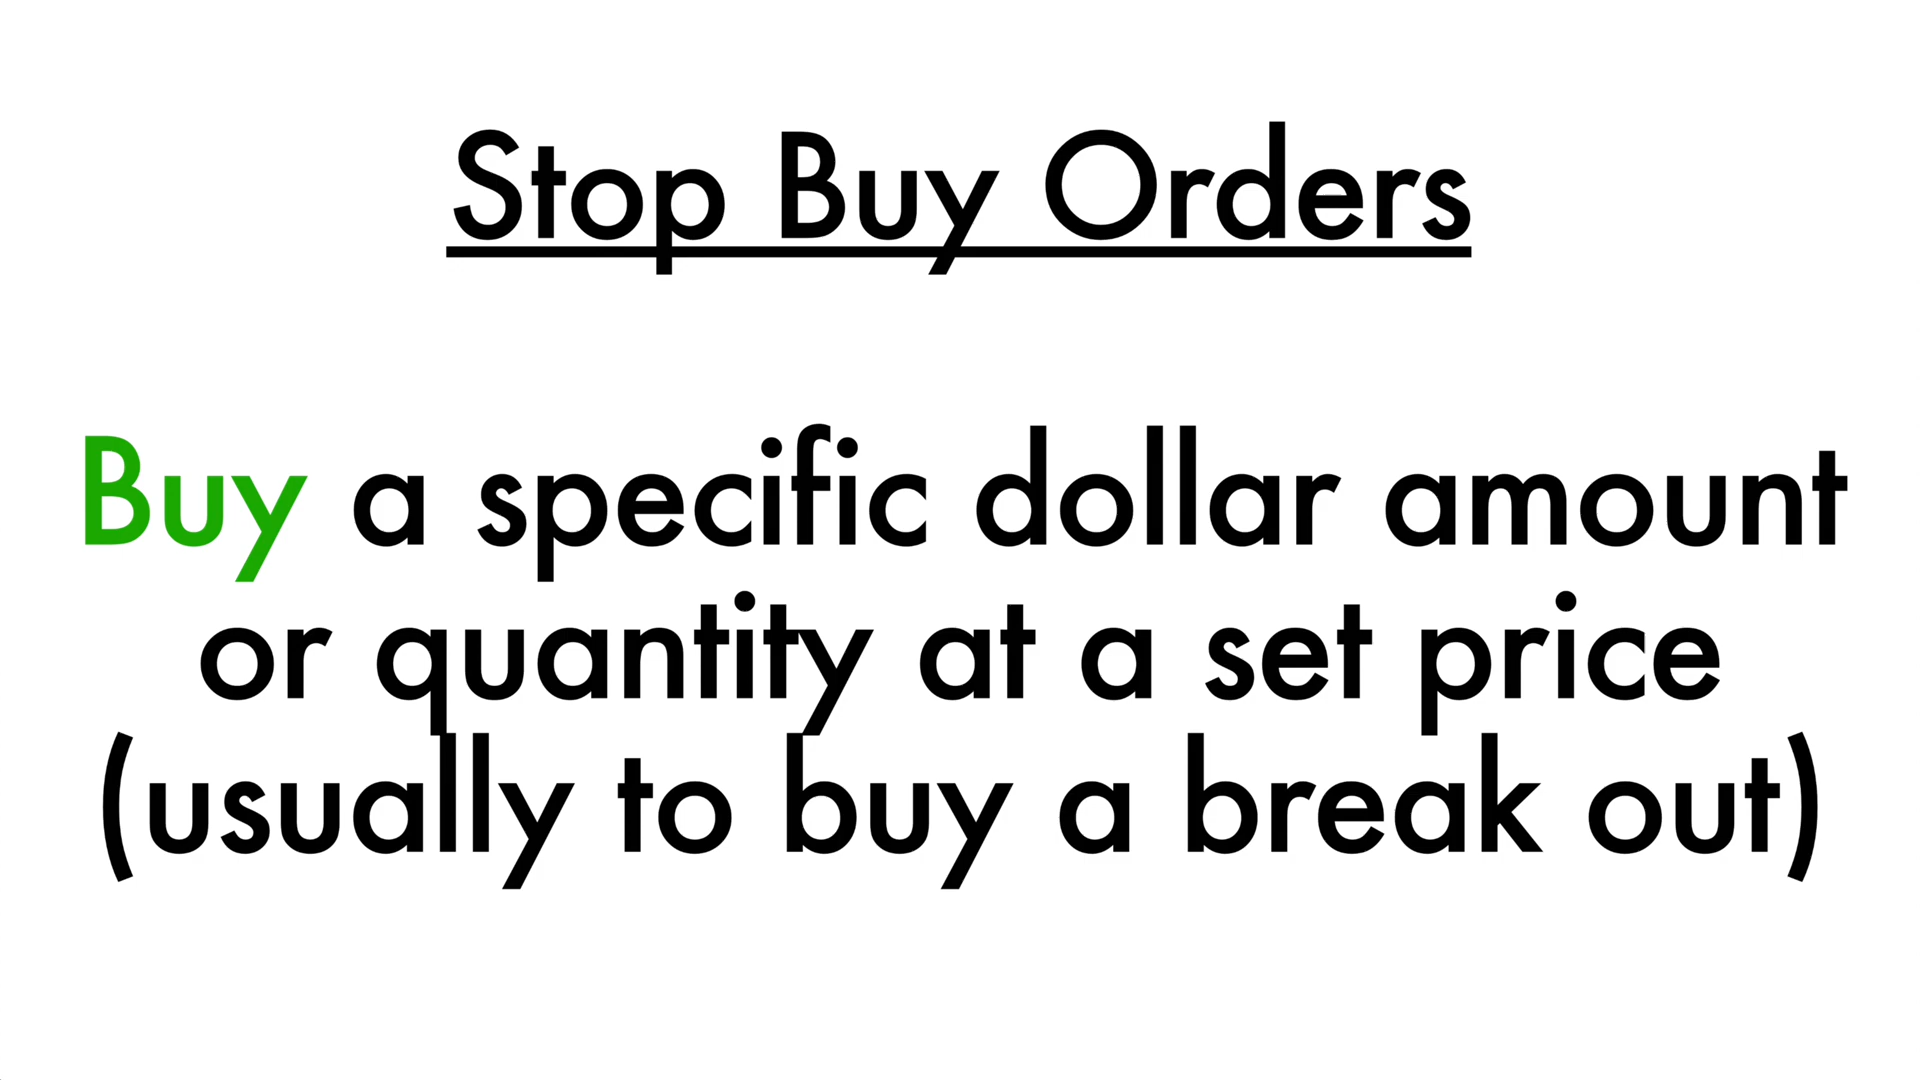 Stop Buy Orders
Buy a specific dollar amount
or quantity at a set price
(usually to buy a break out)